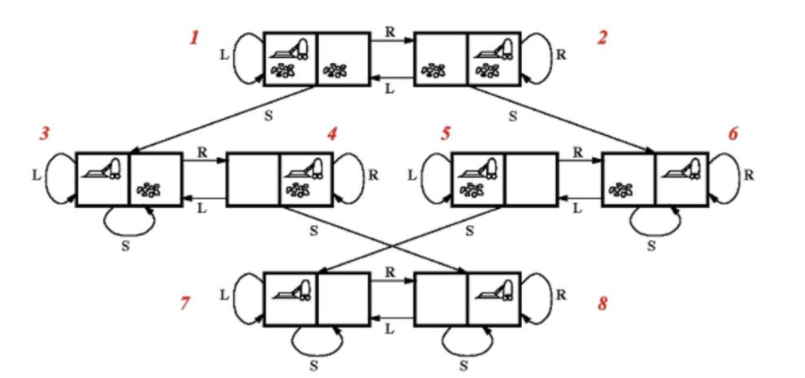 1 R 2
L R
L
S S
3 4 5 6
R R
L R L R
L L
S S S S
7 R 8
L R
L
S S